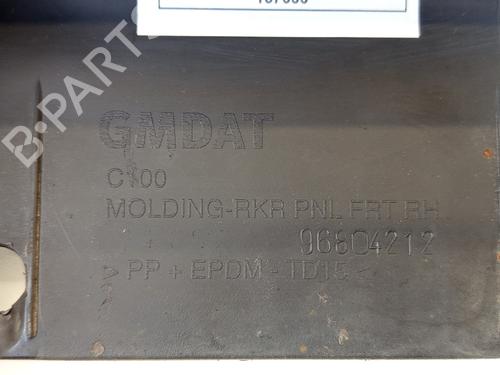 B-PARTS
GMDAT
C100
MOLDING-RKR PNL FRT RH
96804212
> PP + EPDM - TD15 <